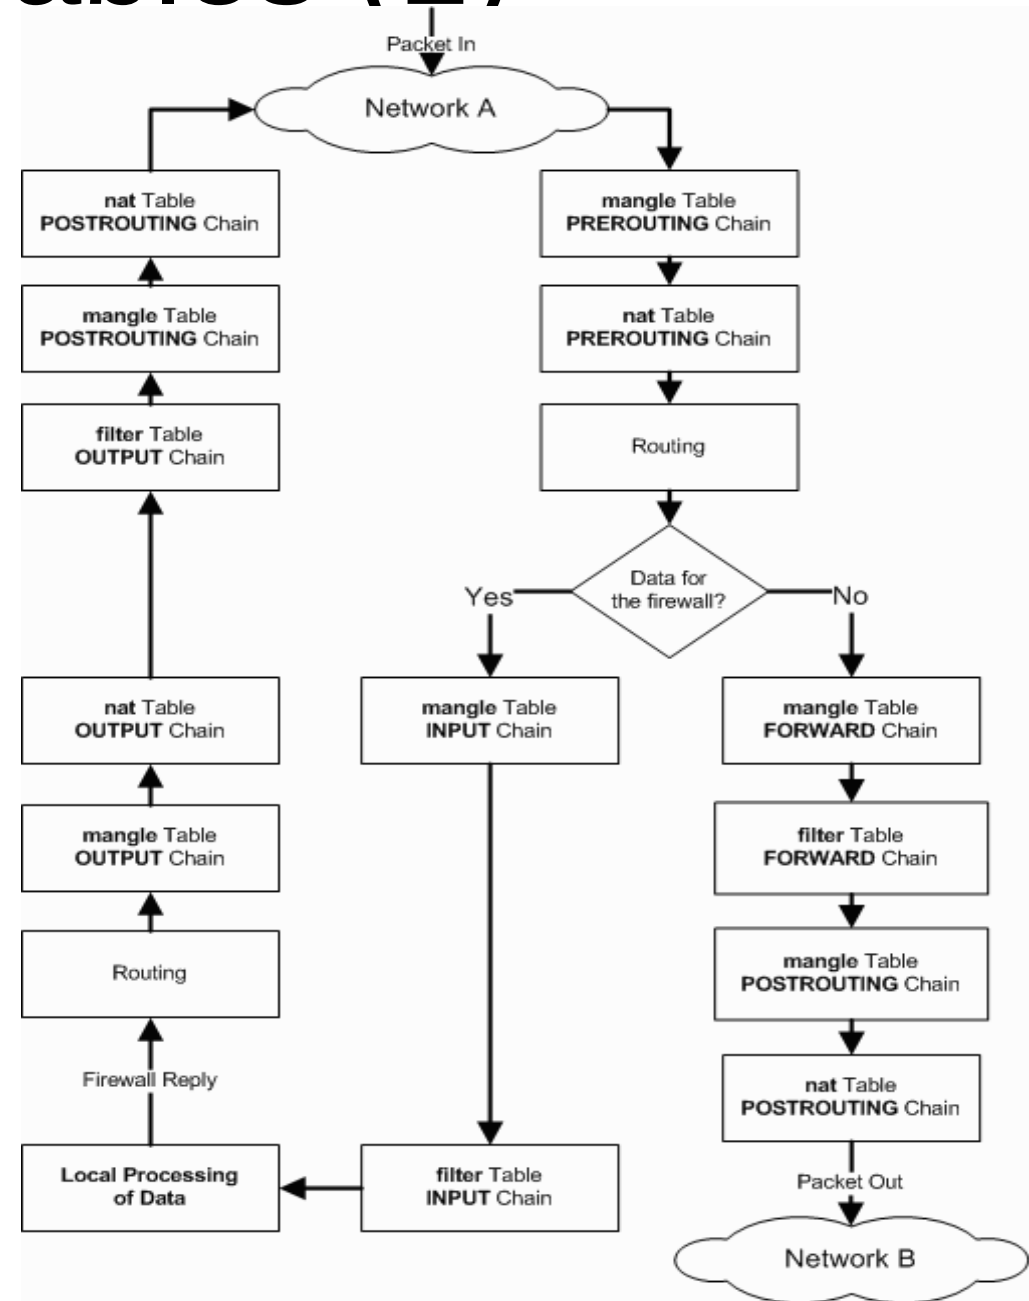 Packet In
Network A
nat Table
POSTROUTING Chain
mangle Table
PREROUTING Chain
mangle Table
POSTROUTING Chain
nat Table
PREROUTING Chain
filter Table
OUTPUT Chain
Routing
Data for
the firewall?
Yes
No
nat Table
OUTPUT Chain
mangle Table
INPUT Chain
mangle Table
FORWARD Chain
mangle Table
OUTPUT Chain
filter Table
FORWARD Chain
Routing
mangle Table
POSTROUTING Chain
Firewall Reply
nat Table
POSTROUTING Chain
Local Processing
of Data
filter Table
INPUT Chain
Packet Out
Network B